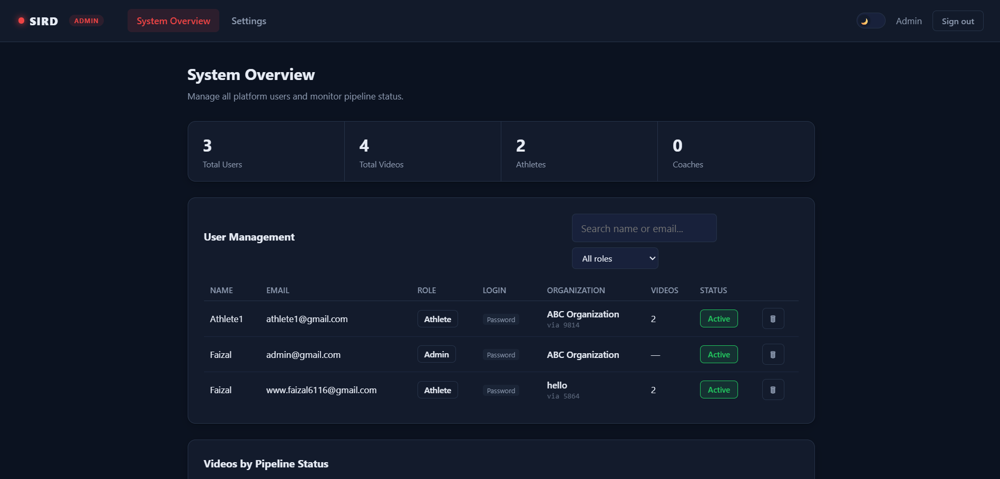 SIRD ADMIN System Overview Settings Admin Sign out
System Overview
Manage all platform users and monitor pipeline status.
3 4 2 0
Total Users Total Videos Athletes Coaches
Search name or email...
User Management
All roles
NAME EMAIL ROLE LOGIN ORGANIZATION VIDEOS STATUS
Athlete1 athlete1@gmail.com Athlete Password ABC Organization 2 Active
via 9814
Faizal admin@gmail.com Admin Password ABC Organization — Active
Faizal www.faizal6116@gmail.com Athlete Password hello 2 Active
via 5864
Videos by Pipeline Status